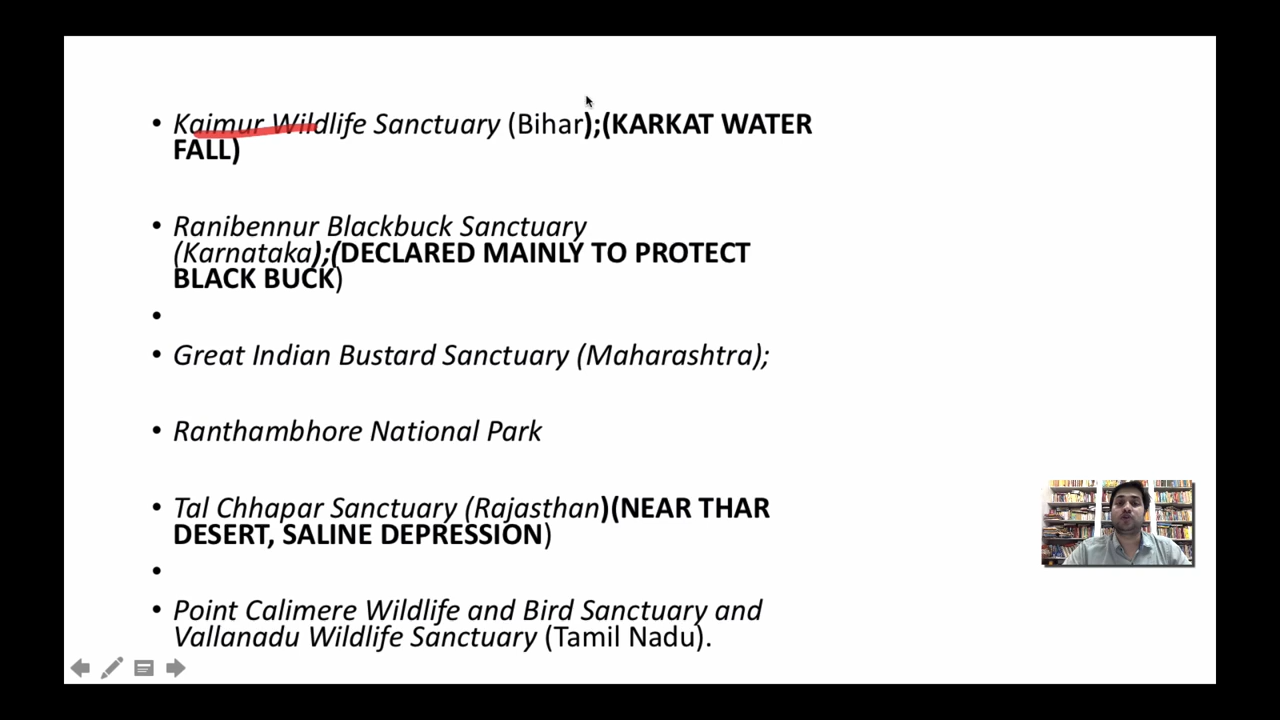 • Kaimur Wildlife Sanctuary (Bihar);(KARKAT WATER
FALL)
• Ranibennur Blackbuck Sanctuary
(Karnataka);(DECLARED MAINLY TO PROTECT
BLACK BUCK)
•
• Great Indian Bustard Sanctuary (Maharashtra);
• Ranthambhore National Park
• Tal Chhapar Sanctuary (Rajasthan)(NEAR THAR
DESERT, SALINE DEPRESSION)
•
• Point Calimere Wildlife and Bird Sanctuary and
Vallanadu Wildlife Sanctuary (Tamil Nadu).